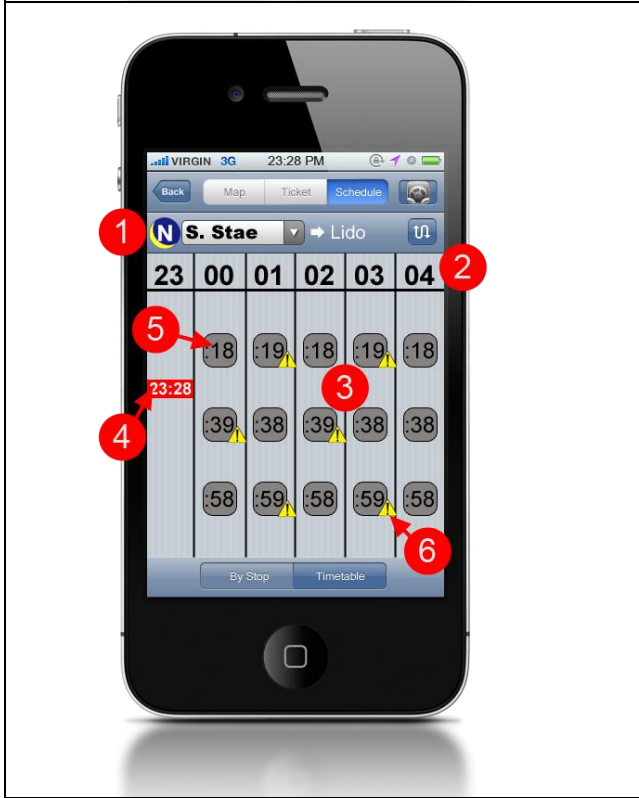 VIRGIN 3G 23:28 PM
Back Map Ticket Schedule
1 N S. Stae Lido
23 00 01 02 03 04 2
5 :18 :19 :18 :19 :18
3
23:28
4 :39 :38 :39 :38 :38
:58 :59 :58 :59 :58
6
By Stop Timetable